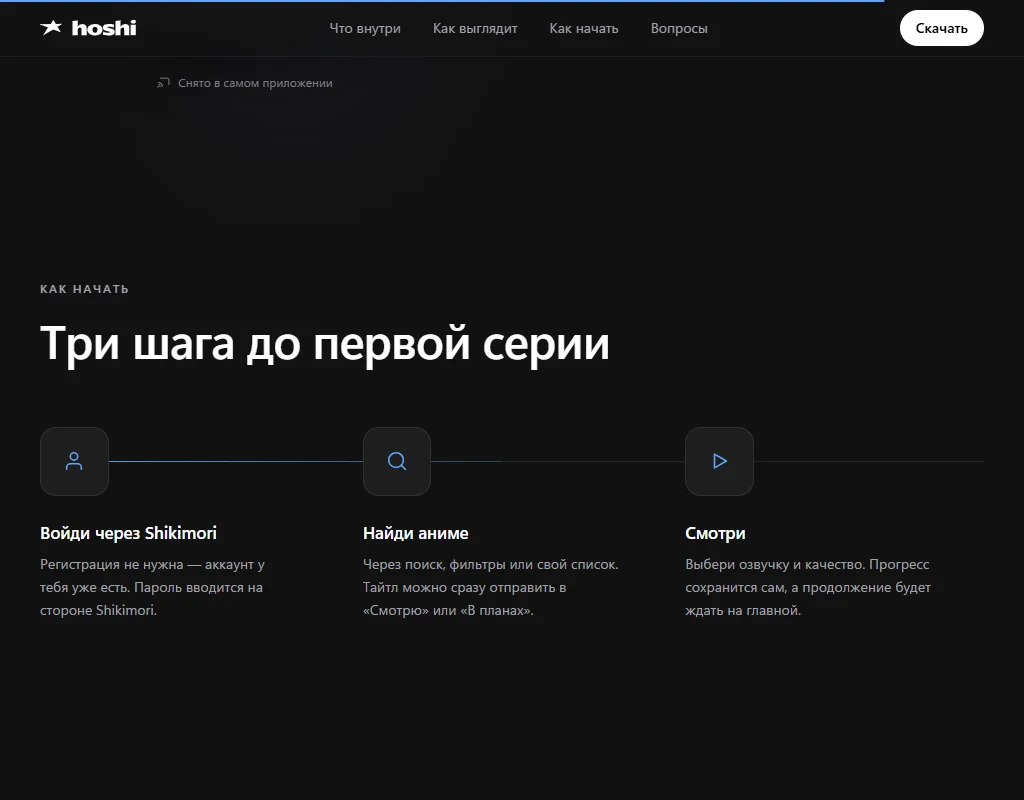 hoshi
Что внутри
Как выглядит
Как начать
Вопросы
Скачать
Снято в самом приложении
КАК НАЧАТЬ
Три шага до первой серии
Войди через Shikimori
Регистрация не нужна — аккаунт у
тебя уже есть. Пароль вводится на
стороне Shikimori.
Найди аниме
Через поиск, фильтры или свой список.
Тайтл можно сразу отправить в
«Смотрю» или «В планах».
Смотри
Выбери озвучку и качество. Прогресс
сохранится сам, а продолжение будет
ждать на главной.